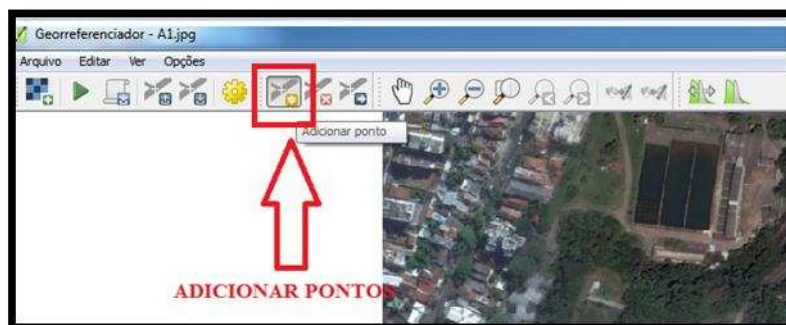 Georreferenciador - A1.jpg
Arquivo Editar Ver Opções
Adicionar ponto
ADICIONAR PONTOS